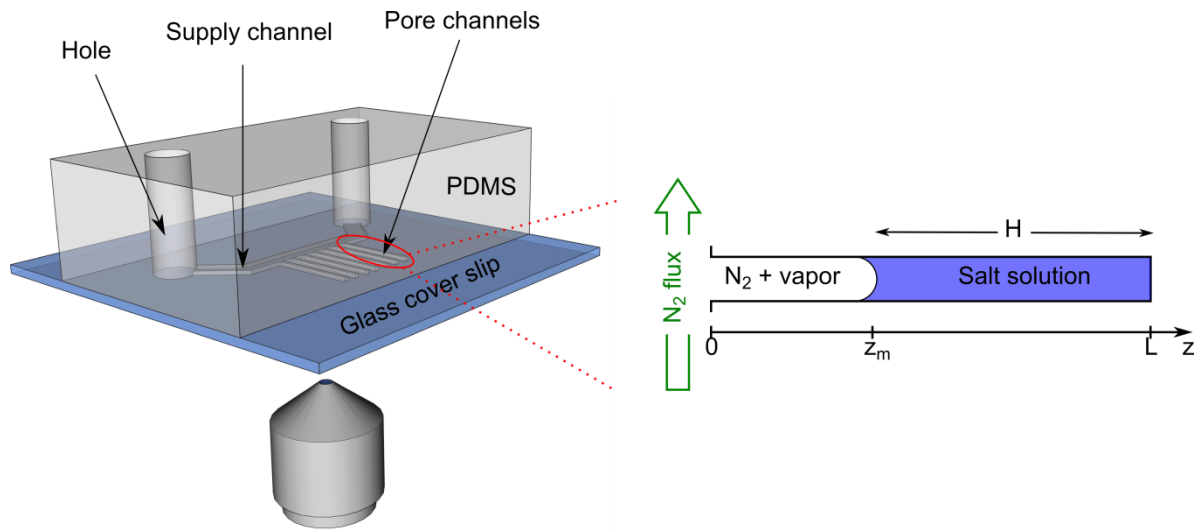 Hole
Supply channel
Pore channels
PDMS
Glass cover slip
N₂ flux
H
N₂ + vapor
Salt solution
0
zₘ
L
z